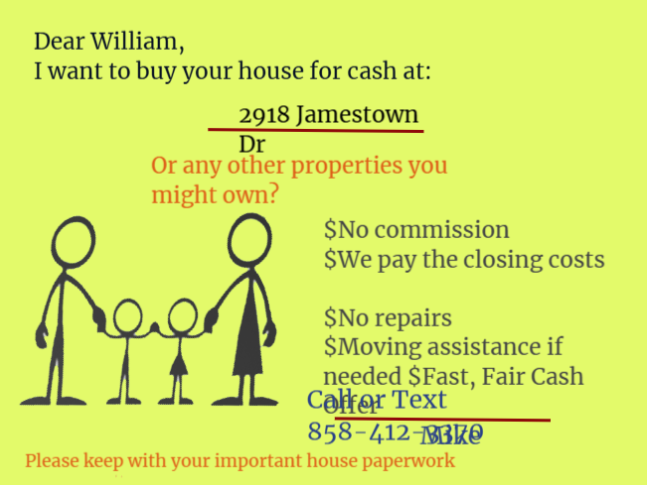 Dear William,
I want to buy your house for cash at:
2918 Jamestown
Dr
Or any other properties you
might own?
$No commission
$We pay the closing costs
$No repairs
$Moving assistance if
needed $Fast, Fair Cash
Offer
Call or Text
858-412-3370
Mike
Please keep with your important house paperwork